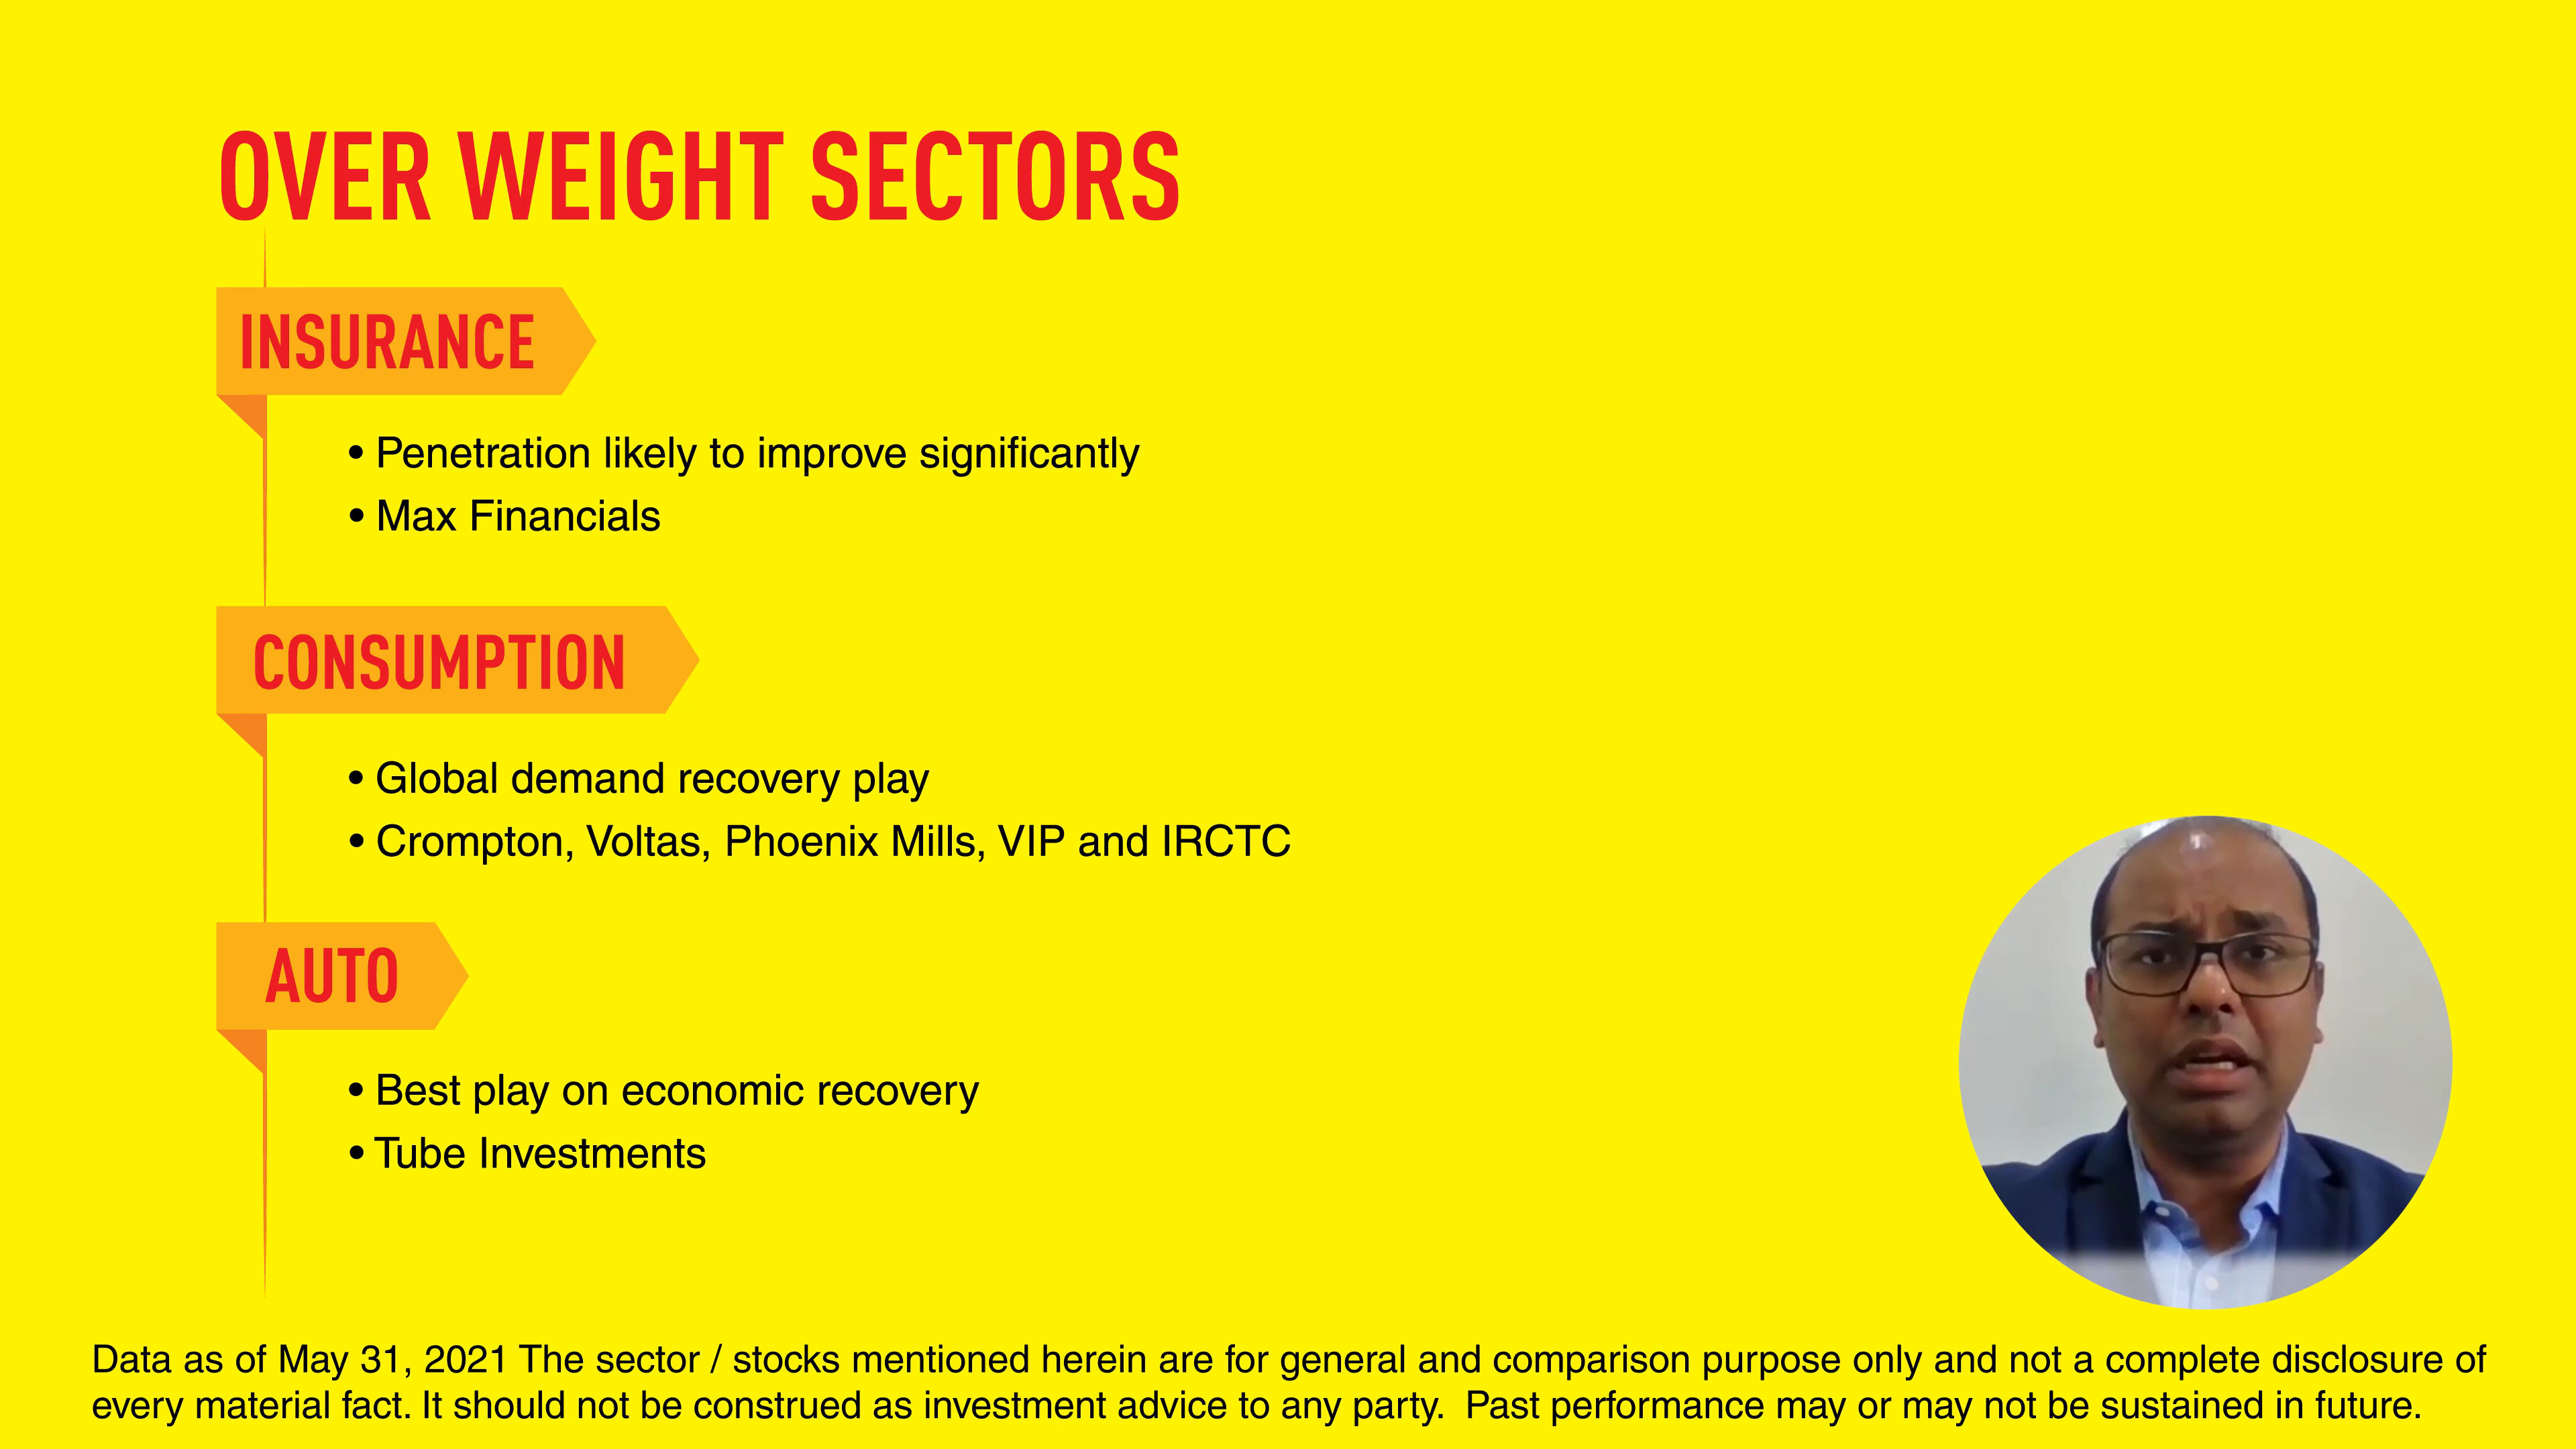 OVER WEIGHT SECTORS
INSURANCE
• Penetration likely to improve significantly
• Max Financials
CONSUMPTION
• Global demand recovery play
• Crompton, Voltas, Phoenix Mills, VIP and IRCTC
AUTO
• Best play on economic recovery
• Tube Investments
Data as of May 31, 2021 The sector / stocks mentioned herein are for general and comparison purpose only and not a complete disclosure of
every material fact. It should not be construed as investment advice to any party.  Past performance may or may not be sustained in future.